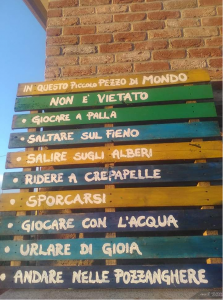 IN QUESTO PICCOLO PEZZO DI MONDO
NON È VIETATO
GIOCARE A PALLA
SALTARE SUL FIENO
SALIRE SUGLI ALBERI
RIDERE A CREPAPELLE
SPORCARSI
GIOCARE CON L'ACQUA
URLARE DI GIOIA
ANDARE NELLE POZZANGHERE